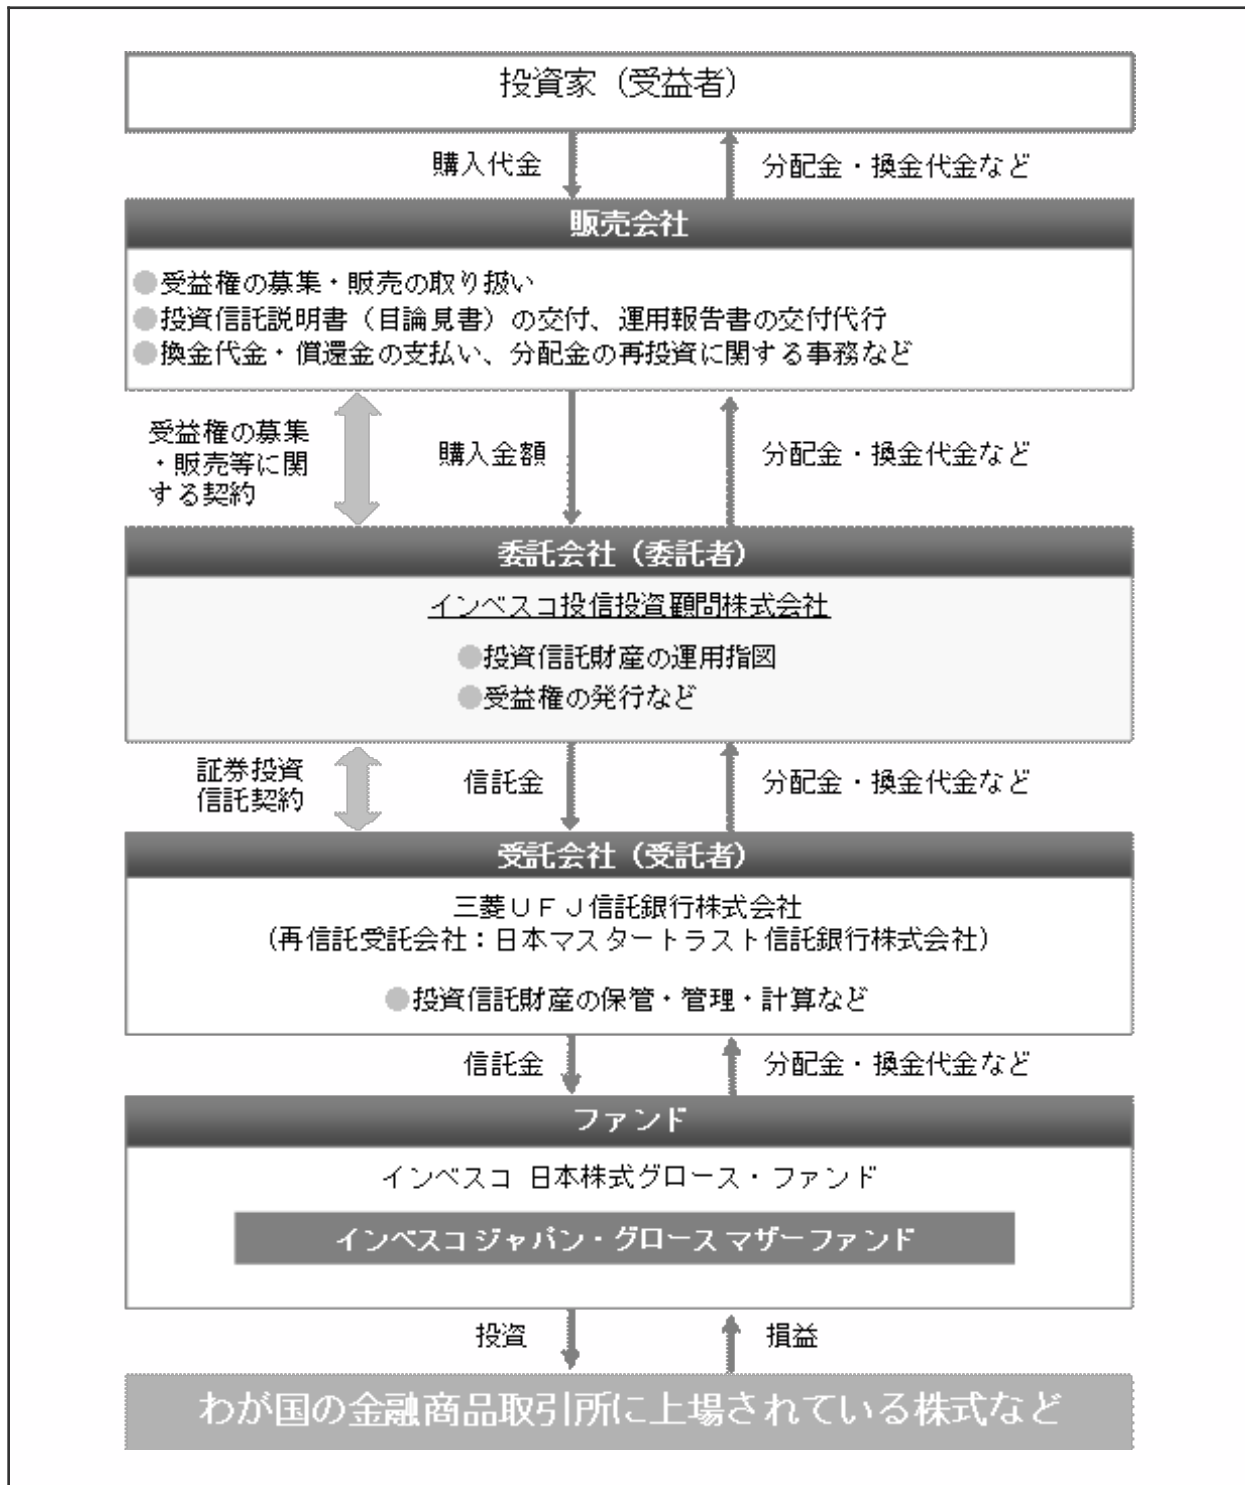 投資家（受益者）
購入代金
分配金・換金代金など
販売会社
●受益権の募集・販売の取り扱い
●投資信託説明書（目論見書）の交付、運用報告書の交付代行
●換金代金・償還金の支払い、分配金の再投資に関する事務など
受益権の募集
・販売等に関
する契約
購入金額
分配金・換金代金など
委託会社（委託者）
インベスコ投信投資顧問株式会社
●投資信託財産の運用指図
●受益権の発行など
証券投資
信託契約
信託金
分配金・換金代金など
受託会社（受託者）
三菱ＵＦＪ信託銀行株式会社
（再信託受託会社：日本マスタートラスト信託銀行株式会社）
●投資信託財産の保管・管理・計算など
信託金
分配金・換金代金など
ファンド
インベスコ 日本株式グロース・ファンド
インベスコ ジャパン・グロース マザーファンド
投資
損益
わが国の金融商品取引所に上場されている株式など